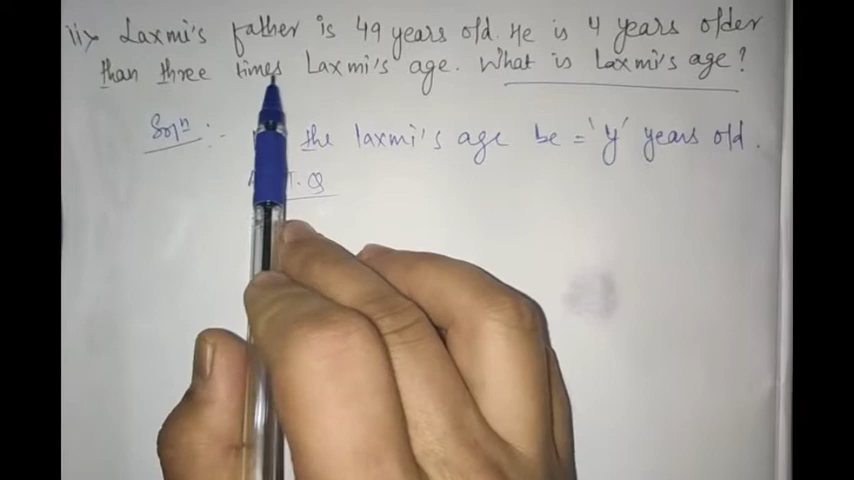 ii> Laxmi's father is 49 years old. He is 4 years older
than three times Laxmi's age. What is Laxmi's age?
Solⁿ :- the laxmi's age be = 'y' years old.
T. Q